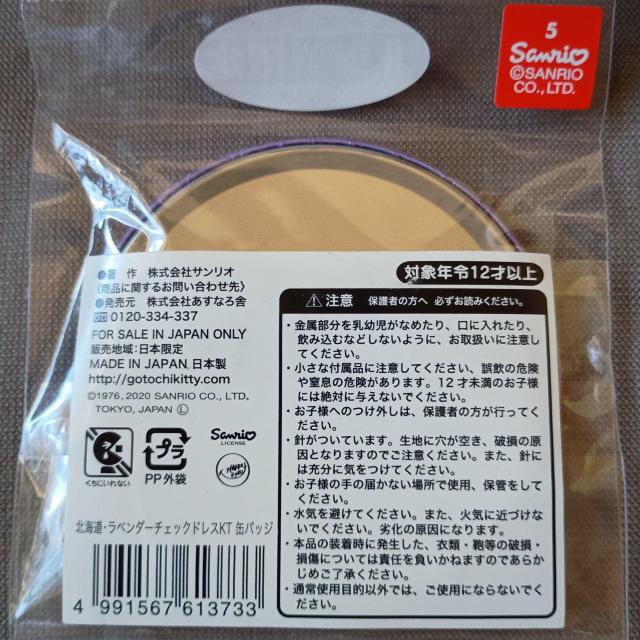 5
Sanrio
©SANRIO
CO.,LTD.
●著 作 株式会社サンリオ
〈商品に関するお問い合わせ先〉
●発売元 株式会社あすなろ舎
0120-334-337
FOR SALE IN JAPAN ONLY
販売地域:日本限定
MADE IN JAPAN 日本製
http://gotochikitty.com
©1976, 2020 SANRIO CO., LTD.
TOKYO, JAPAN Ⓛ
くちにいれない
プラ
PP外袋
Sanrio
LICENSE
北海道・ラベンダーチェックドレスKT 缶バッジ
4 991567 613733
対象年令12才以上
⚠注意 保護者の方へ 必ずお読みください。
・金属部分を乳幼児がなめたり、口に入れたり、
飲み込むなどしないように、お取扱いに注意し
てください。
・小さな付属品に注意してください。誤飲の危険
や窒息の危険があります。12才未満のお子様
には絶対に与えないでください。
・お子様へのつけ外しは、保護者の方が行ってく
ださい。
・針がついています。生地に穴が空き、破損の原
因となりますのでご注意ください。また、針に
は充分に気をつけてください。
・お子様の手の届かない場所で使用、保管をして
ください。
・水気を避けてください。また、火気に近づけな
いでください。劣化の原因になります。
・本品の装着時に発生した、衣類・鞄等の破損・
損傷については責任を負いかねますのであらか
じめご了承ください。
・通常使用目的以外では、ご使用にならないでく
ださい。